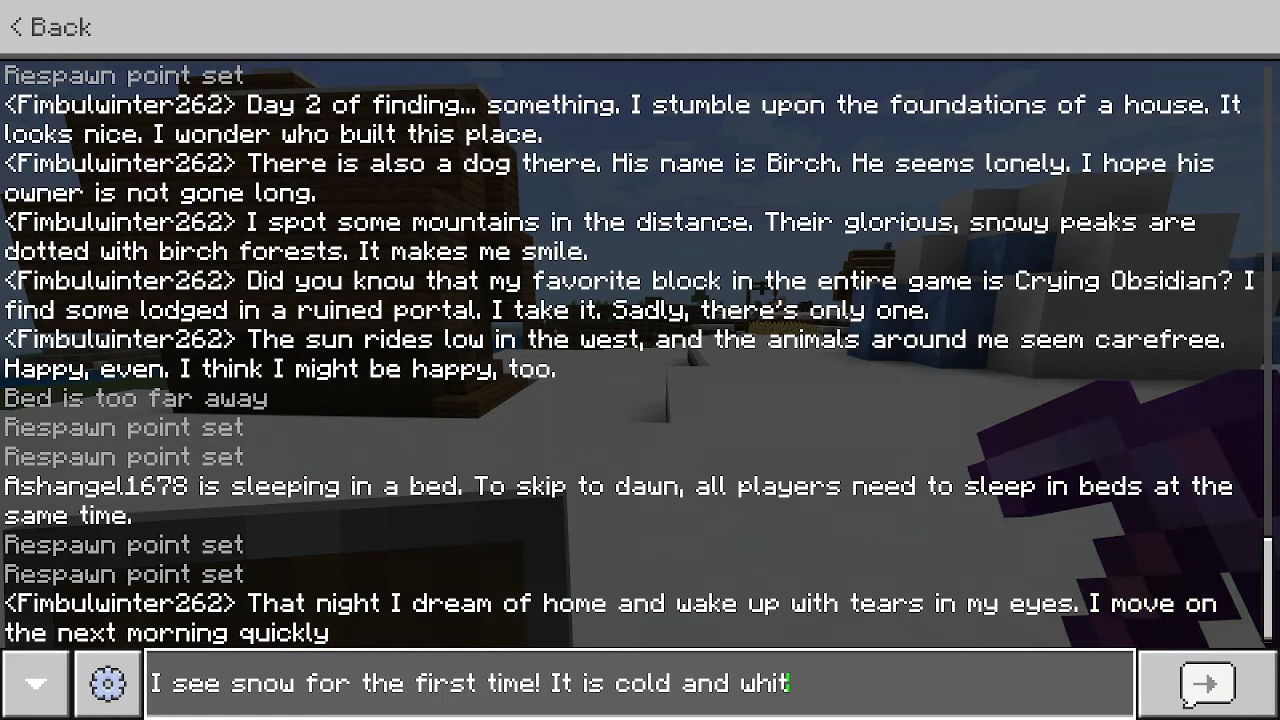 < Back
Respawn point set
<Fimbulwinter262> Day 2 of finding... something. I stumble upon the foundations of a house. It
looks nice. I wonder who built this place.
<Fimbulwinter262> There is also a dog there. His name is Birch. He seems lonely. I hope his
owner is not gone long.
<Fimbulwinter262> I spot some mountains in the distance. Their glorious, snowy peaks are
dotted with birch forests. It makes me smile.
<Fimbulwinter262> Did you know that my favorite block in the entire game is Crying Obsidian? I
find some lodged in a ruined portal. I take it. Sadly, there's only one.
<Fimbulwinter262> The sun rides low in the west, and the animals around me seem carefree.
Happy, even. I think I might be happy, too.
Bed is too far away
Respawn point set
Respawn point set
Ashangel1678 is sleeping in a bed. To skip to dawn, all players need to sleep in beds at the
same time.
Respawn point set
Respawn point set
<Fimbulwinter262> That night I dream of home and wake up with tears in my eyes. I move on
the next morning quickly
I see snow for the first time! It is cold and whit